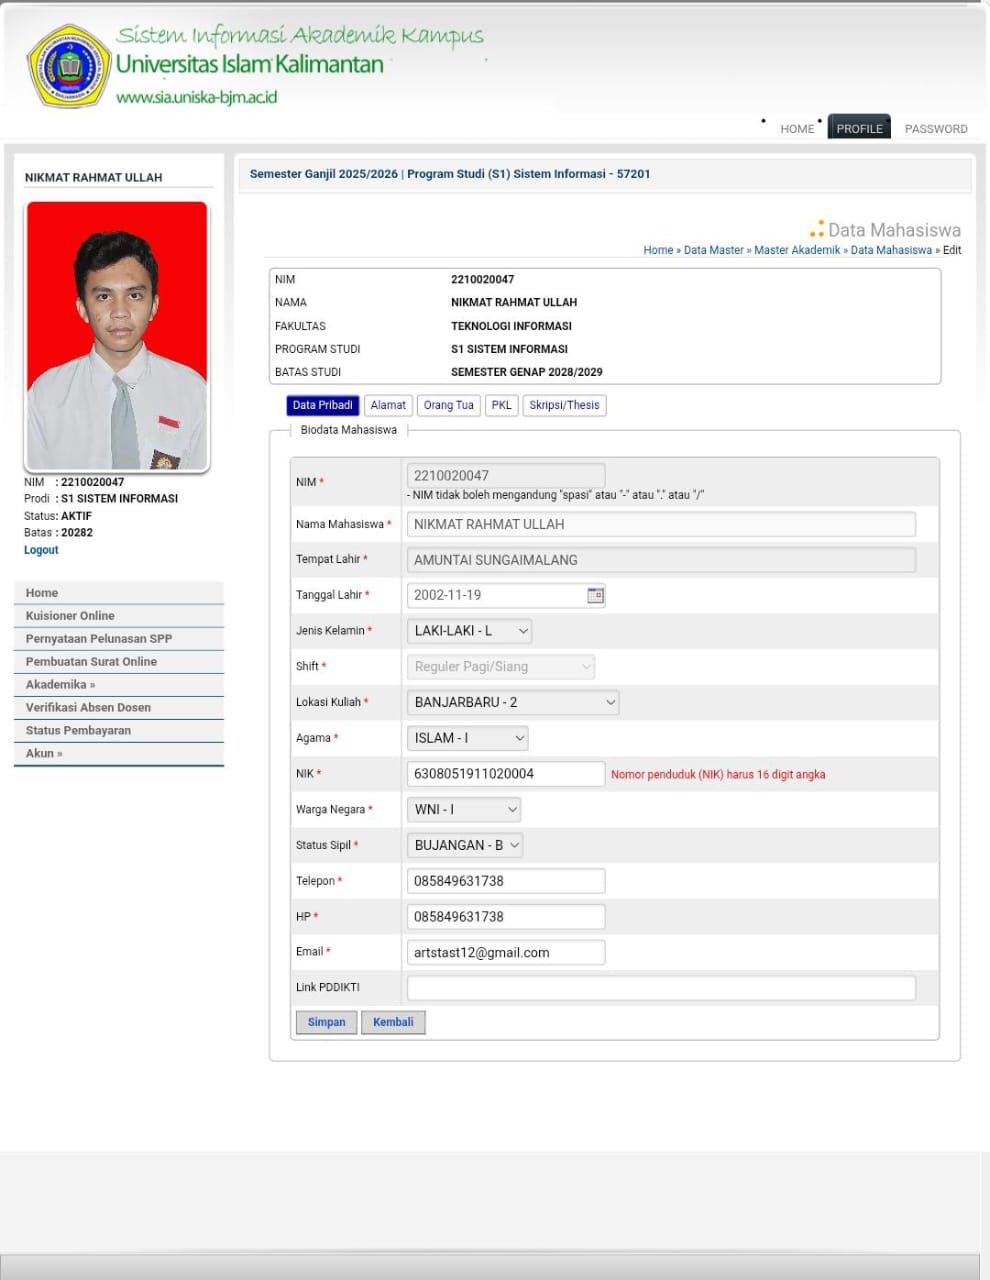 Sistem Informasi Akademik Kampus
Universitas Islam Kalimantan
www.sia.uniska-bjm.ac.id
HOME PROFILE PASSWORD
NIKMAT RAHMAT ULLAH
NIM : 2210020047
Prodi : S1 SISTEM INFORMASI
Status: AKTIF
Batas : 20282
Logout
Home
Kuisioner Online
Pernyataan Pelunasan SPP
Pembuatan Surat Online
Akademika »
Verifikasi Absen Dosen
Status Pembayaran
Akun »
Semester Ganjil 2025/2026 | Program Studi (S1) Sistem Informasi - 57201
Data Mahasiswa
Home » Data Master » Master Akademik » Data Mahasiswa » Edit
NIM 2210020047
NAMA NIKMAT RAHMAT ULLAH
FAKULTAS TEKNOLOGI INFORMASI
PROGRAM STUDI S1 SISTEM INFORMASI
BATAS STUDI SEMESTER GENAP 2028/2029
Data Pribadi Alamat Orang Tua PKL Skripsi/Thesis
Biodata Mahasiswa
NIM * 2210020047
- NIM tidak boleh mengandung "spasi" atau "-" atau "." atau "/"
Nama Mahasiswa * NIKMAT RAHMAT ULLAH
Tempat Lahir * AMUNTAI SUNGAIMALANG
Tanggal Lahir * 2002-11-19
Jenis Kelamin * LAKI-LAKI - L
Shift * Reguler Pagi/Siang
Lokasi Kuliah * BANJARBARU - 2
Agama * ISLAM - I
NIK * 6308051911020004 Nomor penduduk (NIK) harus 16 digit angka
Warga Negara * WNI - I
Status Sipil * BUJANGAN - B
Telepon * 085849631738
HP * 085849631738
Email * artstast12@gmail.com
Link PDDIKTI
Simpan Kembali